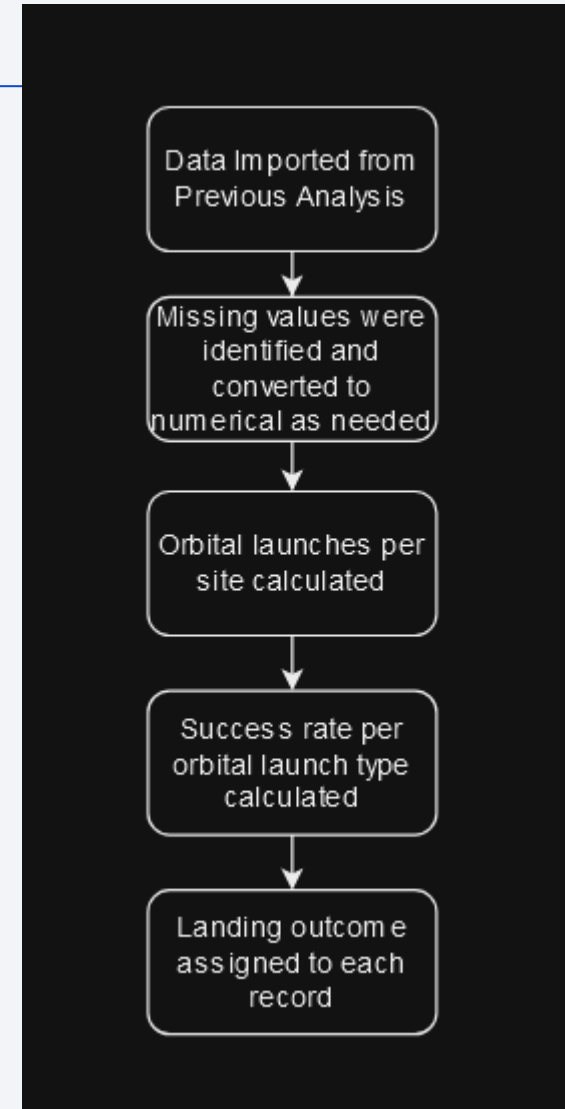 Data Imported from
Previous Analysis
Missing values were
identified and
converted to
numerical as needed
Orbital launches per
site calculated
Success rate per
orbital launch type
calculated
Landing outcome
assigned to each
record